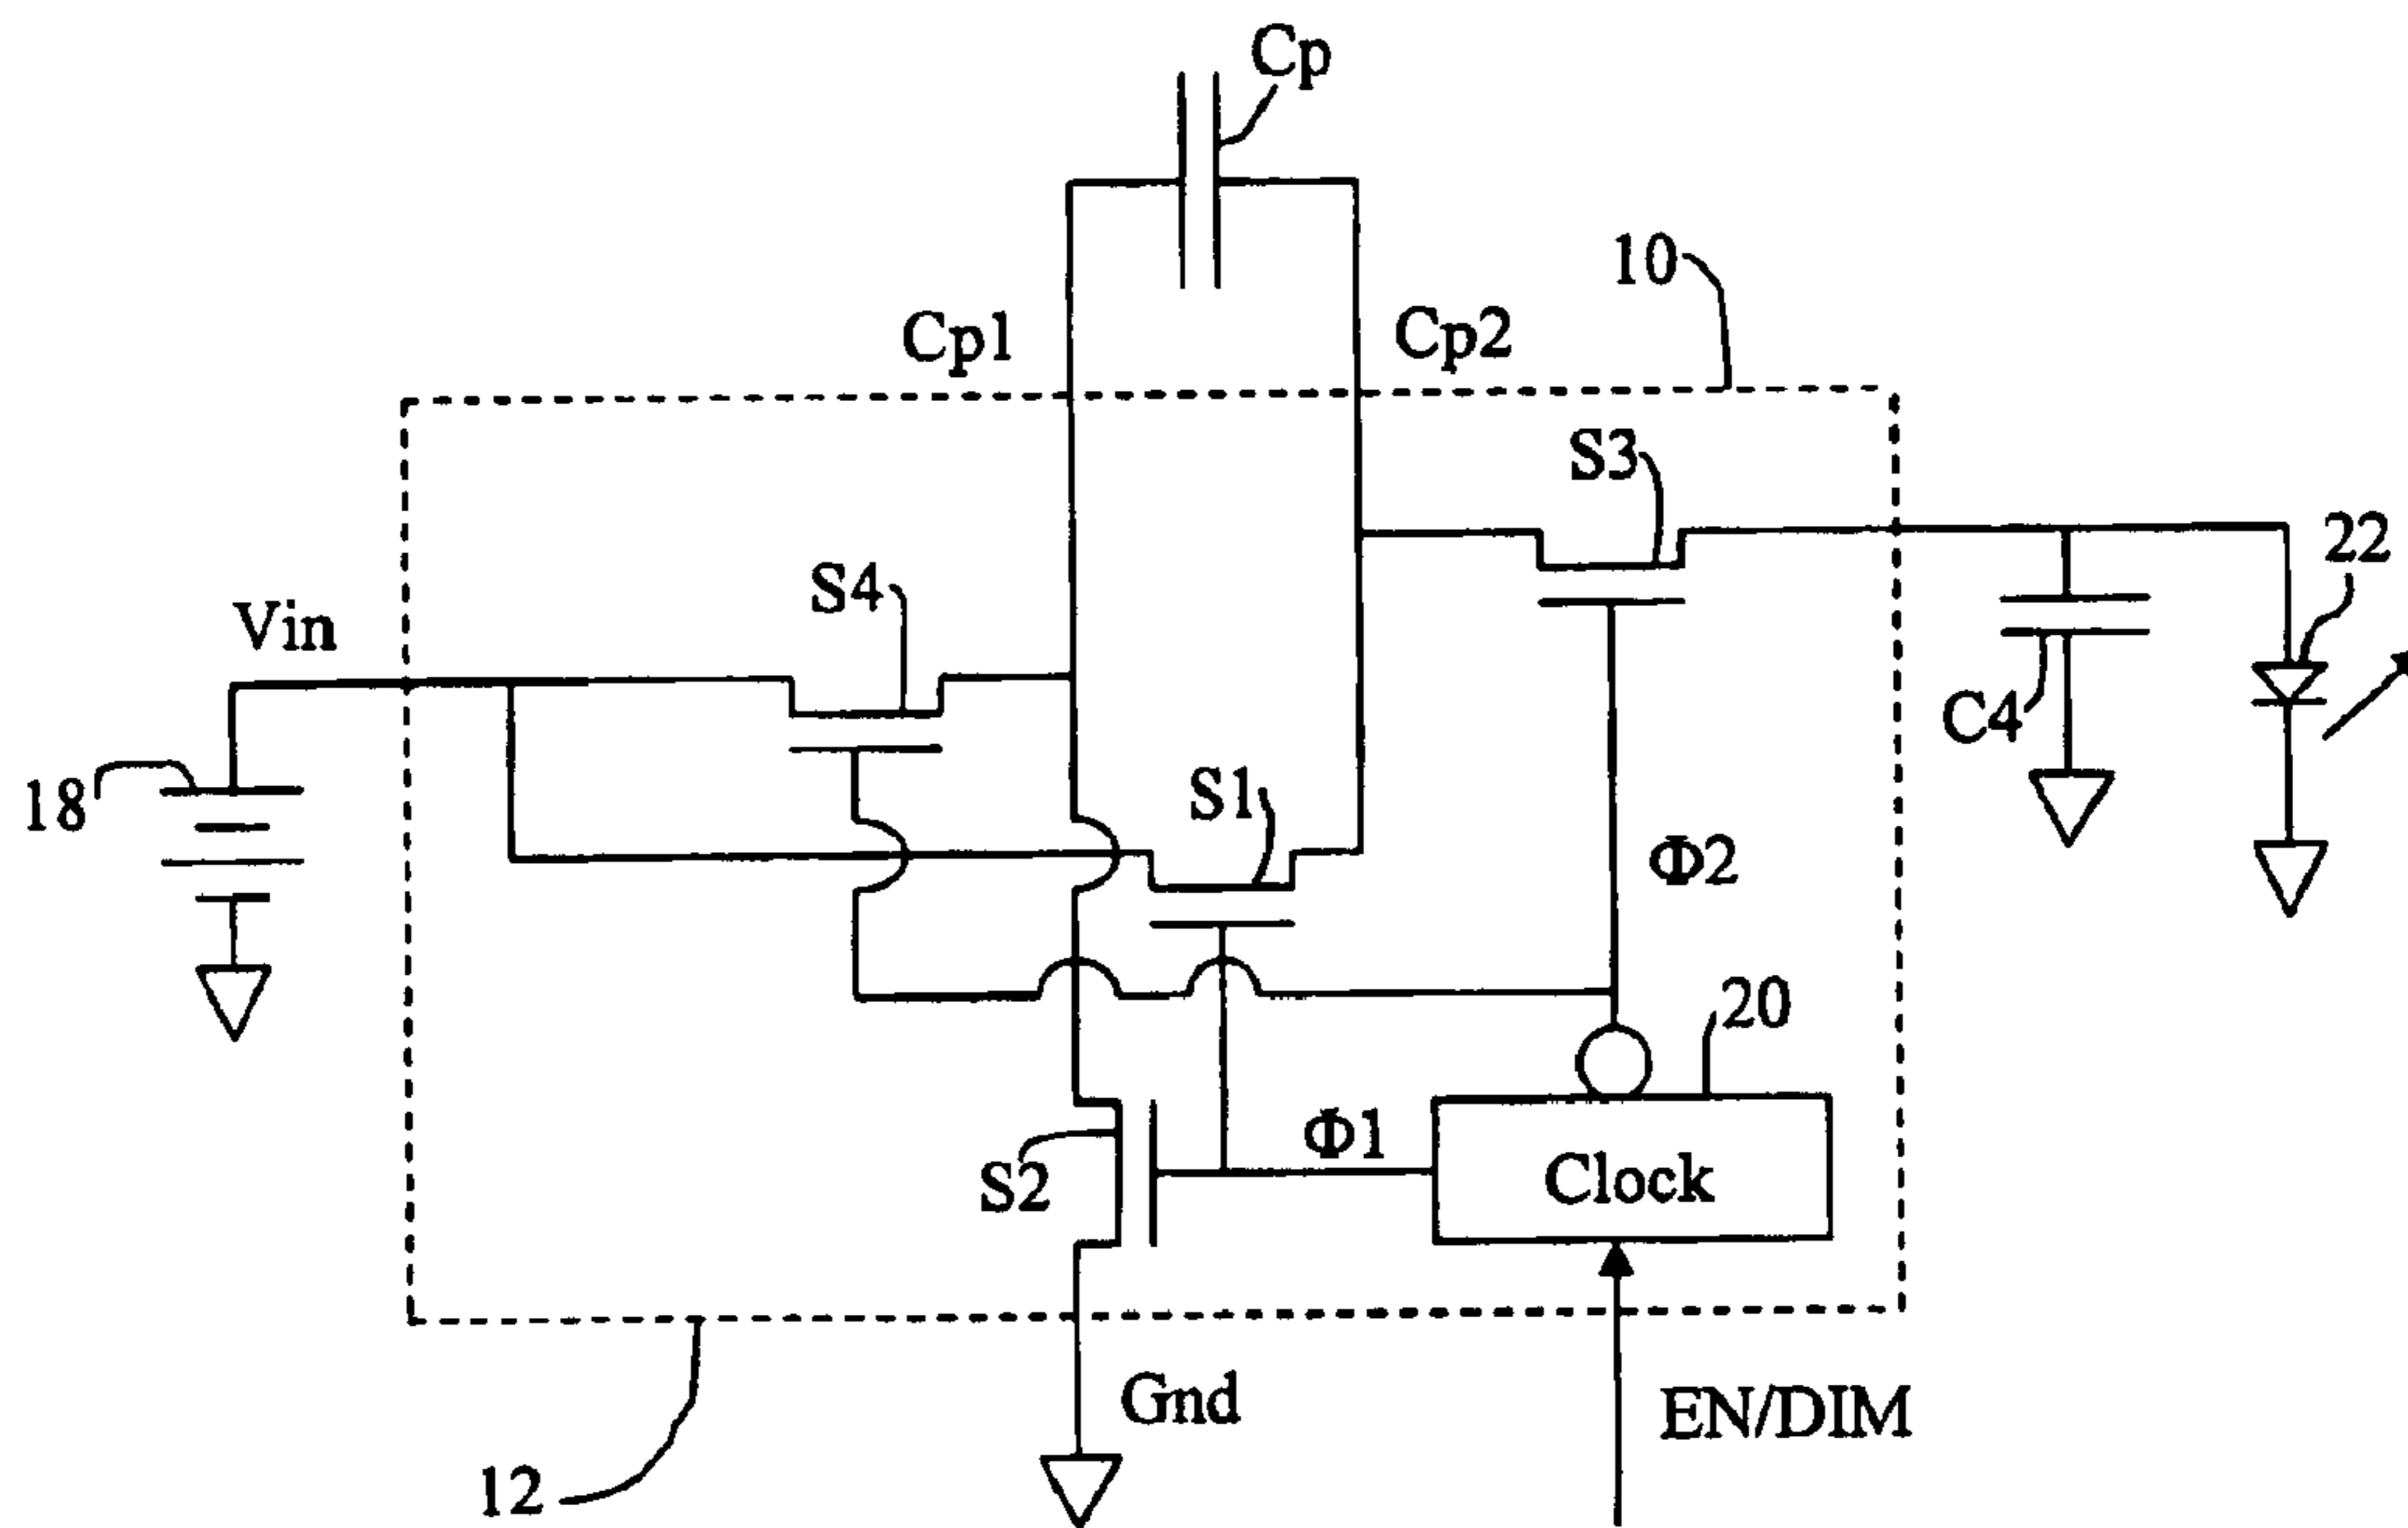 Cp
10
Cp1
Cp2
S3
22
S4
Vin
C4
S1
18
Φ2
20
Φ1
Clock
S2
Gnd
EN/DIM
12